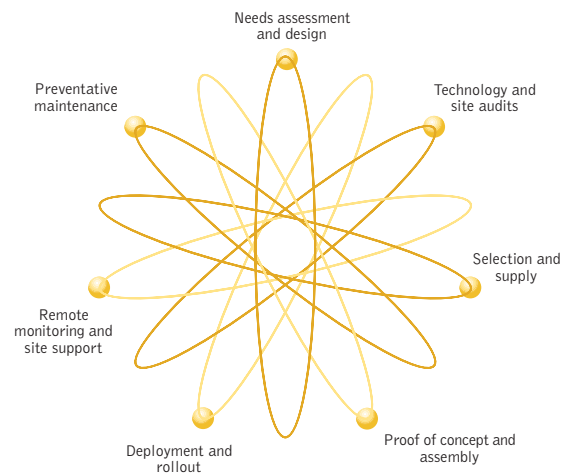 Needs assessment
and design
Technology and
site audits
Selection and
supply
Proof of concept and
assembly
Deployment and
rollout
Remote
monitoring and
site support
Preventative
maintenance